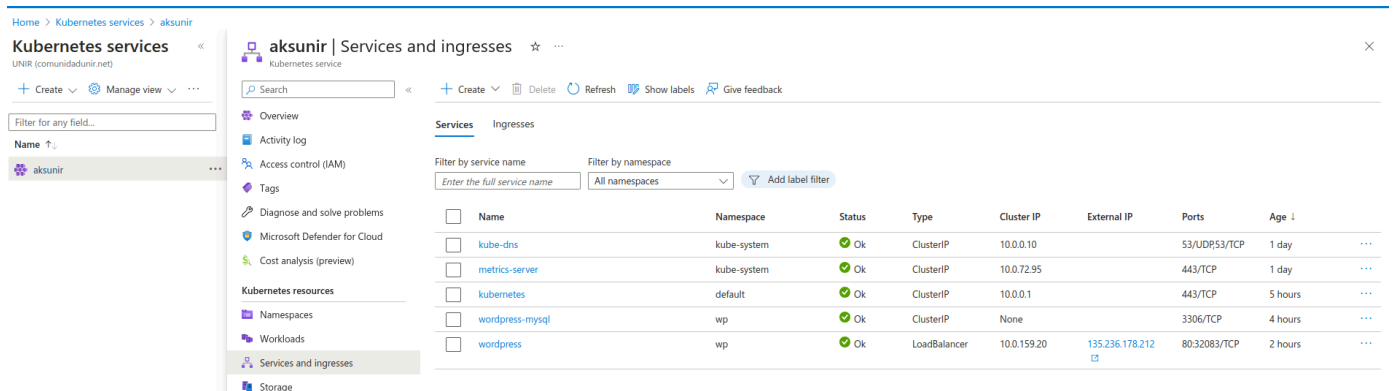 Home > Kubernetes services > aksunir
Kubernetes services «
UNIR (comunidadunir.net)
+ Create Manage view ...
Filter for any field...
Name ↑↓
aksunir ...
aksunir | Services and ingresses ☆ ...
Kubernetes service
Search «
Overview
Activity log
Access control (IAM)
Tags
Diagnose and solve problems
Microsoft Defender for Cloud
Cost analysis (preview)
Kubernetes resources
Namespaces
Workloads
Services and ingresses
Storage
+ Create Delete Refresh Show labels Give feedback
Services Ingresses
Filter by service name Filter by namespace
Enter the full service name All namespaces Add label filter
Name Namespace Status Type Cluster IP External IP Ports Age ↓
kube-dns kube-system Ok ClusterIP 10.0.0.10 53/UDP,53/TCP 1 day ...
metrics-server kube-system Ok ClusterIP 10.0.72.95 443/TCP 1 day ...
kubernetes default Ok ClusterIP 10.0.0.1 443/TCP 5 hours ...
wordpress-mysql wp Ok ClusterIP None 3306/TCP 4 hours ...
wordpress wp Ok LoadBalancer 10.0.159.20 135.236.178.212 80:32083/TCP 2 hours ...